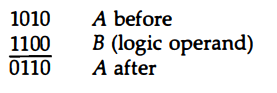 1010 A before
1100 B (logic operand)
0110 A after